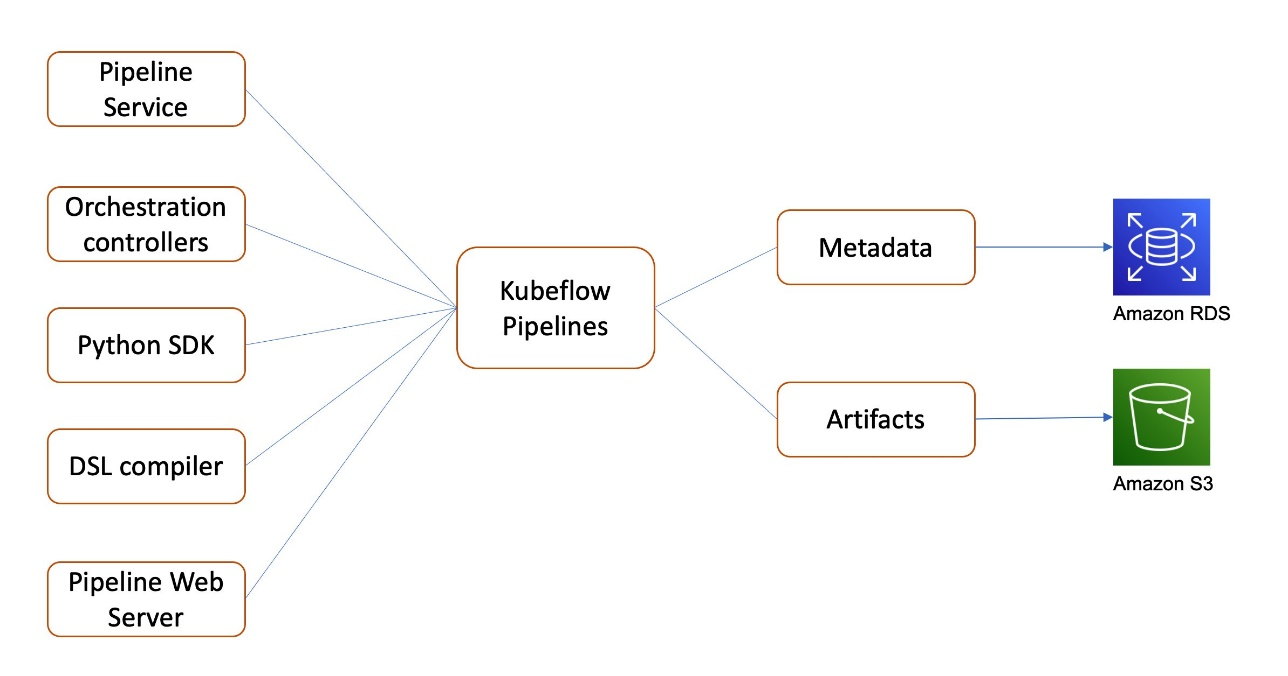 Pipeline
Service
Orchestration
controllers
Python SDK
DSL compiler
Pipeline Web
Server
Kubeflow
Pipelines
Metadata
Artifacts
Amazon RDS
Amazon S3